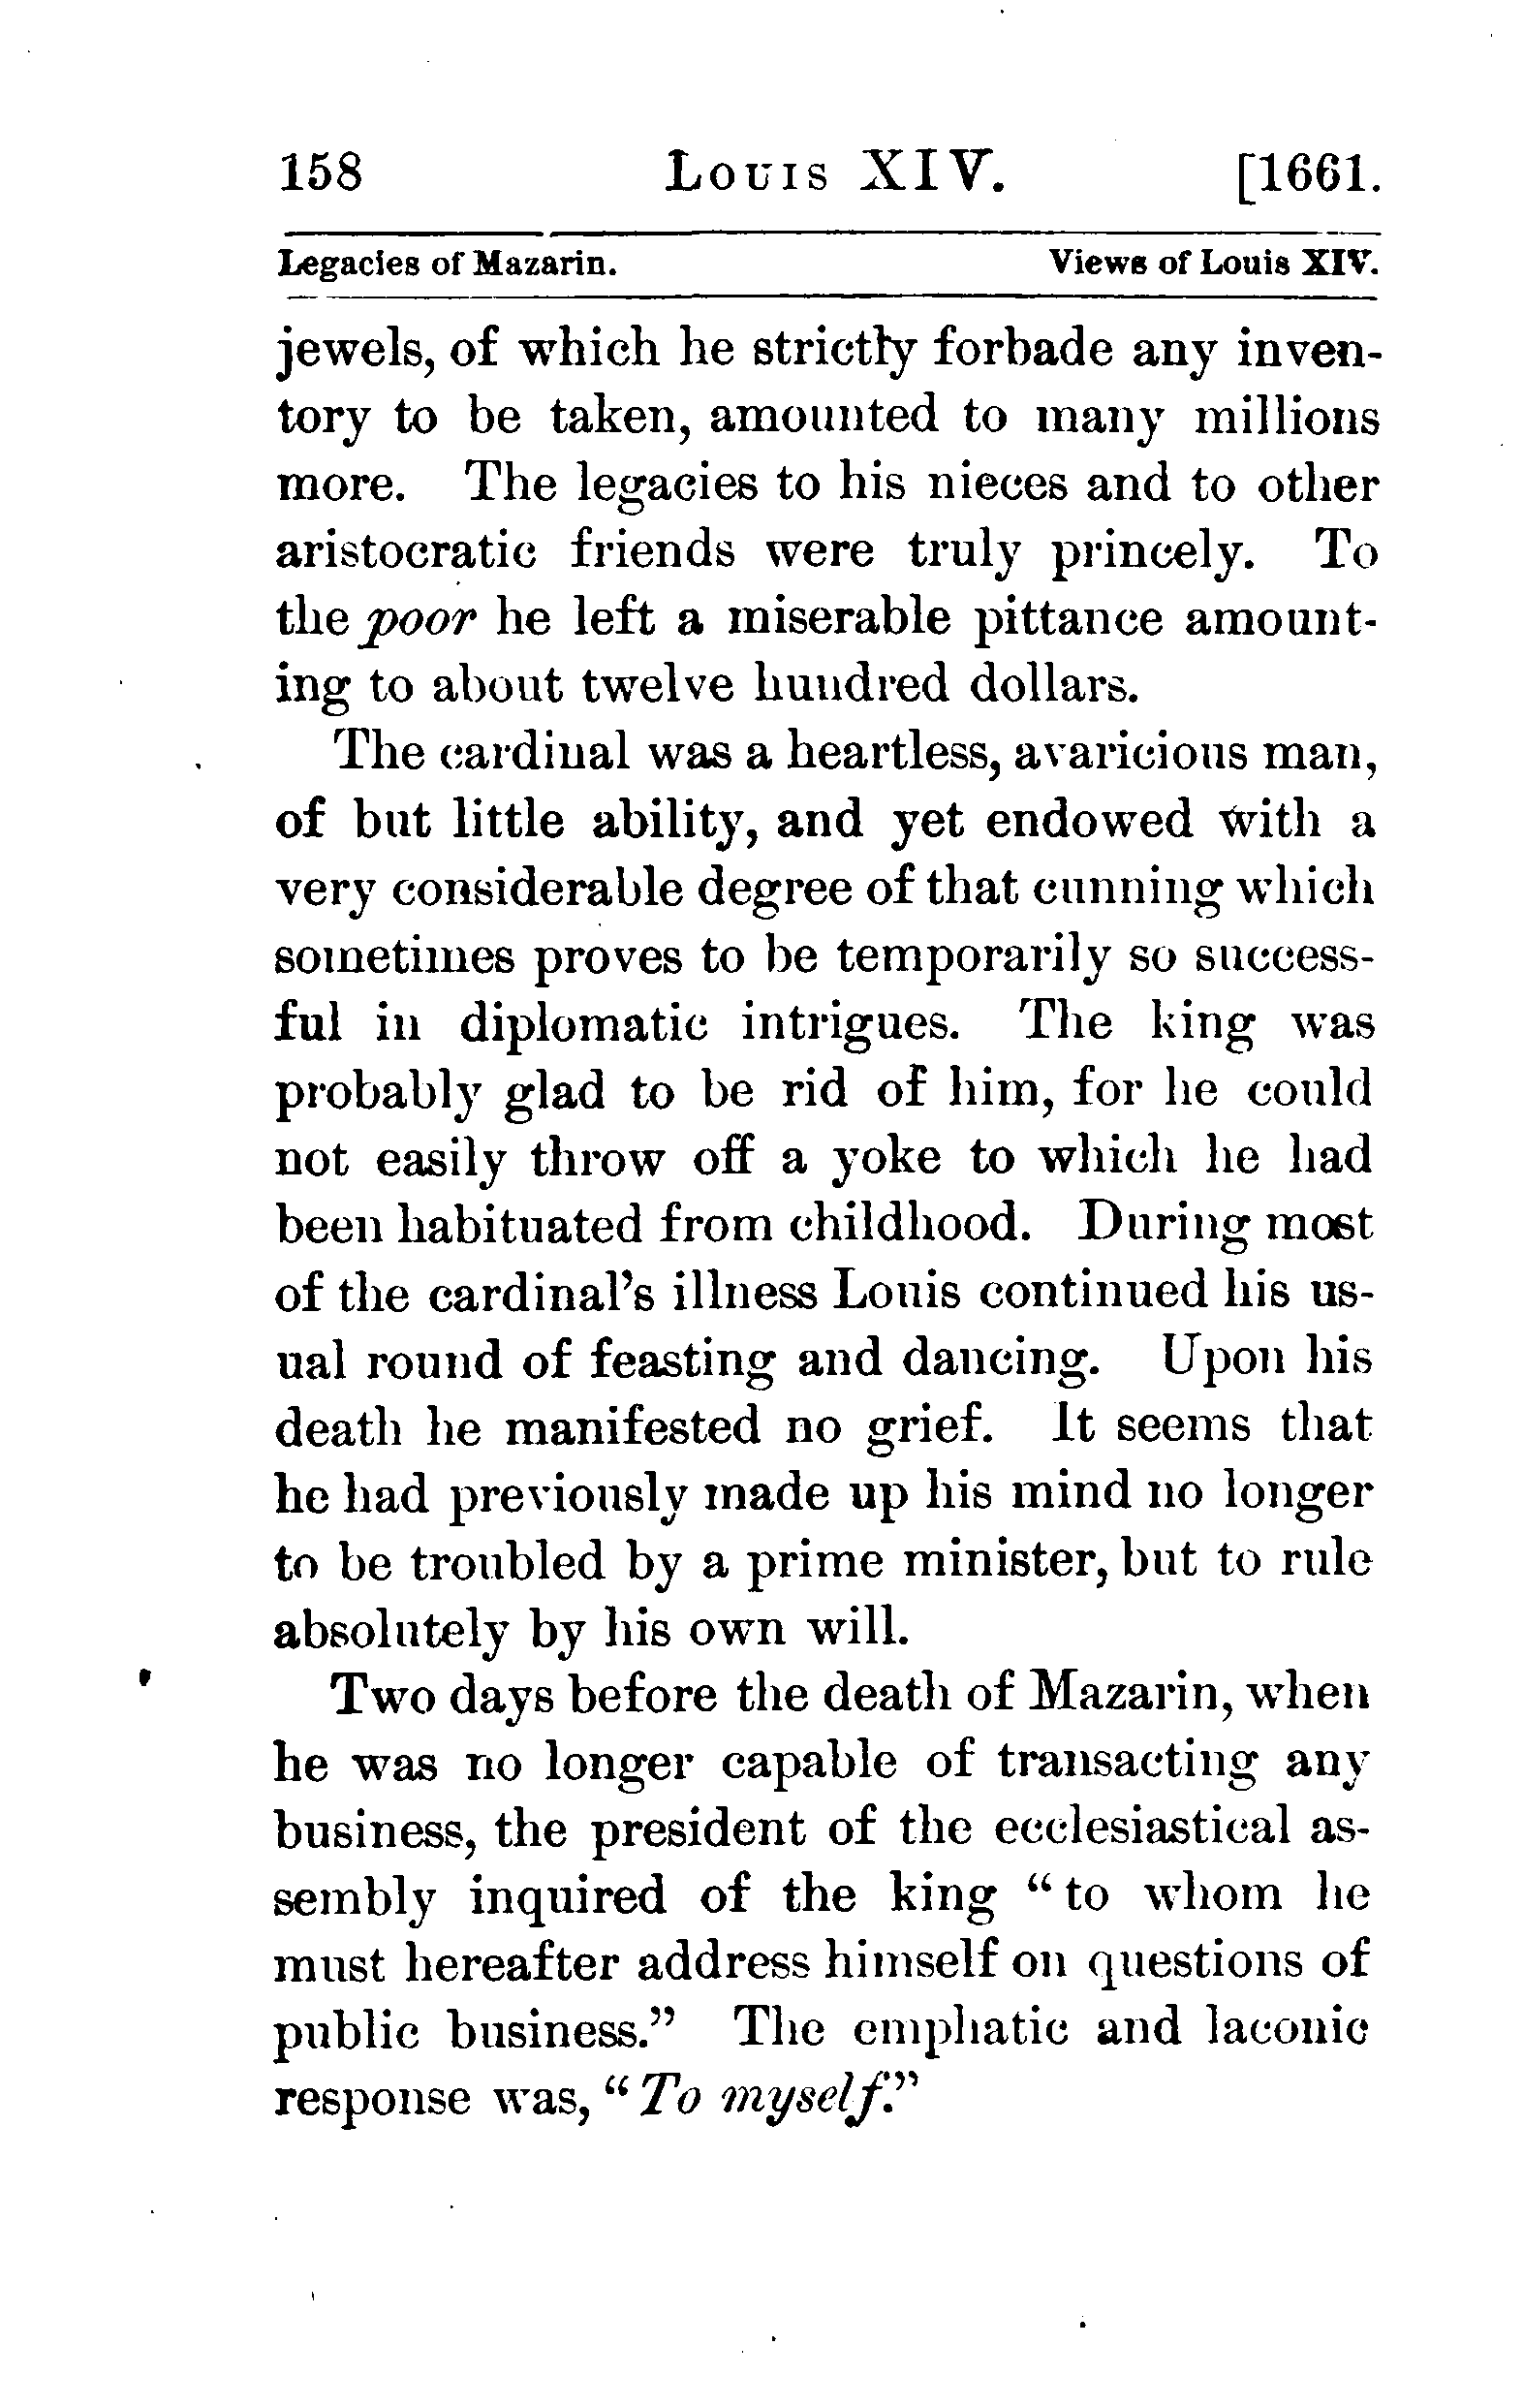 158 Louis XIV. [1661.
Legacies of Mazarin. Views of Louis XIV.
jewels, of which he strictly forbade any inven-
tory to be taken, amounted to many millions
more. The legacies to his nieces and to other
aristocratic friends were truly princely. To
the poor he left a miserable pittance amount-
ing to about twelve hundred dollars.
The cardinal was a heartless, avaricious man,
of but little ability, and yet endowed with a
very considerable degree of that cunning which
sometimes proves to be temporarily so success-
ful in diplomatic intrigues. The king was
probably glad to be rid of him, for he could
not easily throw off a yoke to which he had
been habituated from childhood. During most
of the cardinal's illness Louis continued his us-
ual round of feasting and dancing. Upon his
death he manifested no grief. It seems that
he had previously made up his mind no longer
to be troubled by a prime minister, but to rule
absolutely by his own will.
Two days before the death of Mazarin, when
he was no longer capable of transacting any
business, the president of the ecclesiastical as-
sembly inquired of the king "to whom he
must hereafter address himself on questions of
public business." The emphatic and laconic
response was, "To myself."